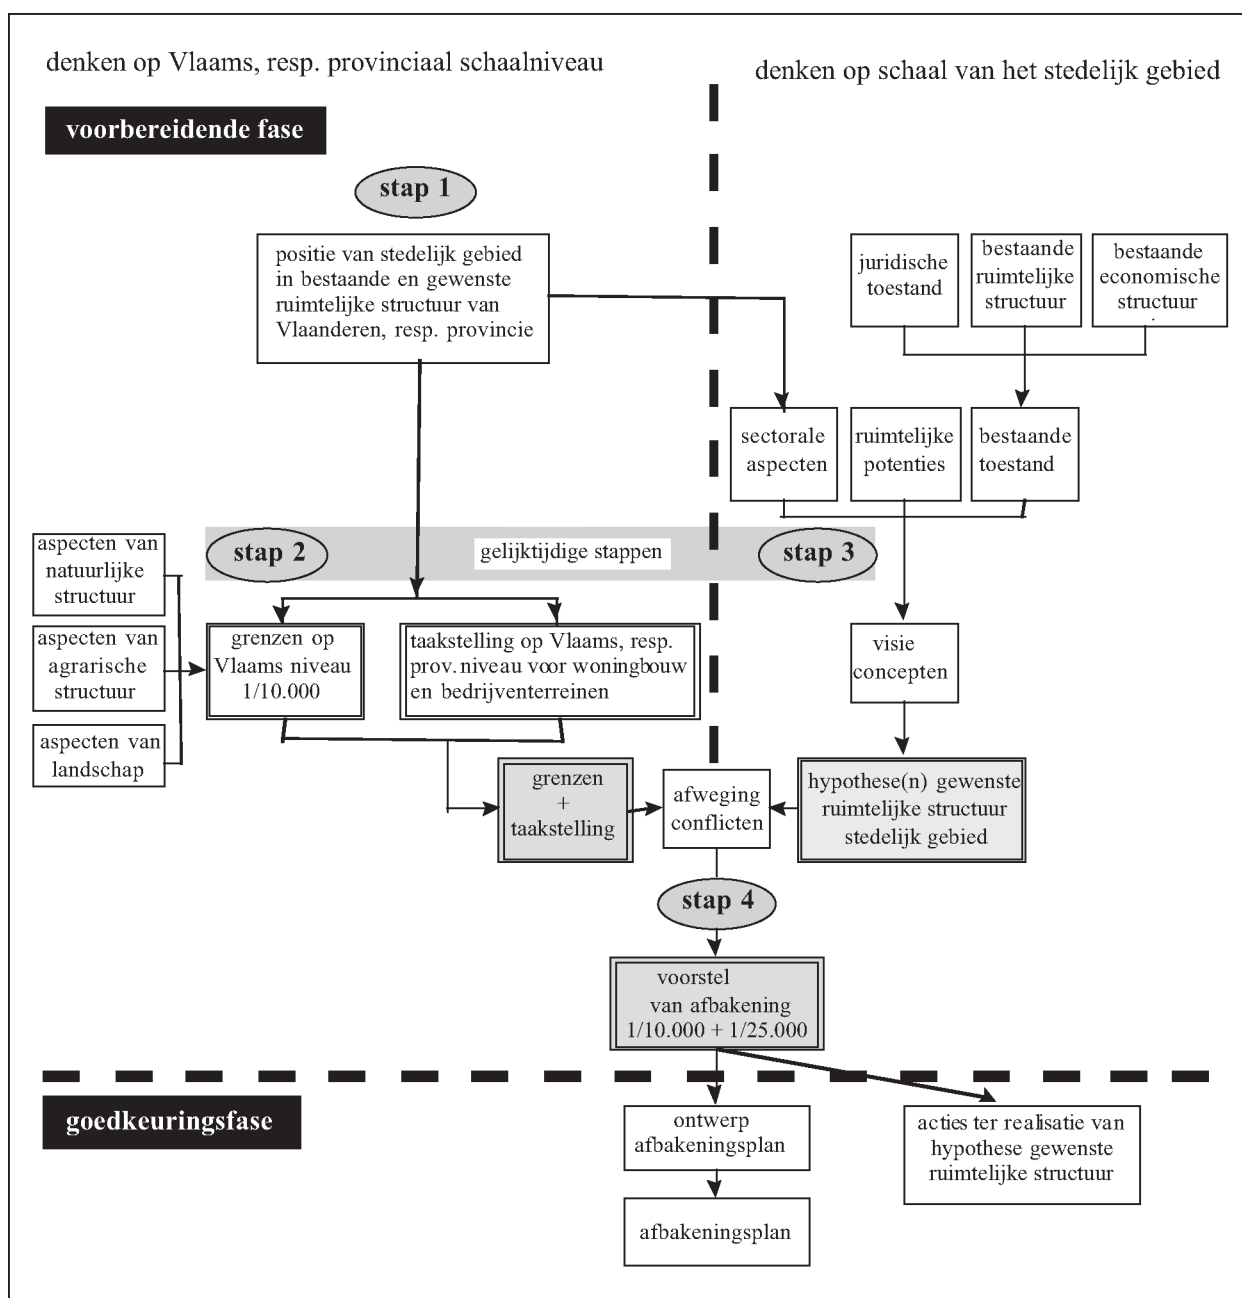 denken op Vlaams, resp. provinciaal schaalniveau
denken op schaal van het stedelijk gebied
voorbereidende fase
stap 1
positie van stedelijk gebied
in bestaande en gewenste
ruimtelijke structuur van
Vlaanderen, resp. provincie
juridische
toestand
bestaande
ruimtelijke
structuur
bestaande
economische
structuur
sectorale
aspecten
ruimtelijke
potenties
bestaande
toestand
stap 2
gelijktijdige stappen
stap 3
aspecten van
natuurlijke
structuur
aspecten van
agrarische
structuur
aspecten van
landschap
grenzen op
Vlaams niveau
1/10.000
taakstelling op Vlaams, resp.
prov. niveau voor woningbouw
en bedrijventerreinen
visie
concepten
grenzen
+
taakstelling
afweging
conflicten
hypothese(n) gewenste
ruimtelijke structuur
stedelijk gebied
stap 4
voorstel
van afbakening
1/10.000 + 1/25.000
goedkeuringsfase
ontwerp
afbakeningsplan
acties ter realisatie van
hypothese gewenste
ruimtelijke structuur
afbakeningsplan